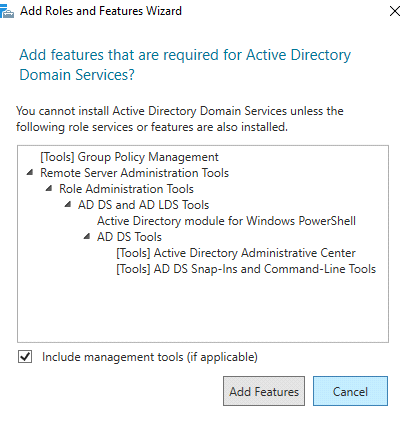 Add Roles and Features Wizard
Add features that are required for Active Directory
Domain Services?
You cannot install Active Directory Domain Services unless the
following role services or features are also installed.
[Tools] Group Policy Management
Remote Server Administration Tools
Role Administration Tools
AD DS and AD LDS Tools
Active Directory module for Windows PowerShell
AD DS Tools
[Tools] Active Directory Administrative Center
[Tools] AD DS Snap-Ins and Command-Line Tools
Include management tools (if applicable)
Add Features Cancel